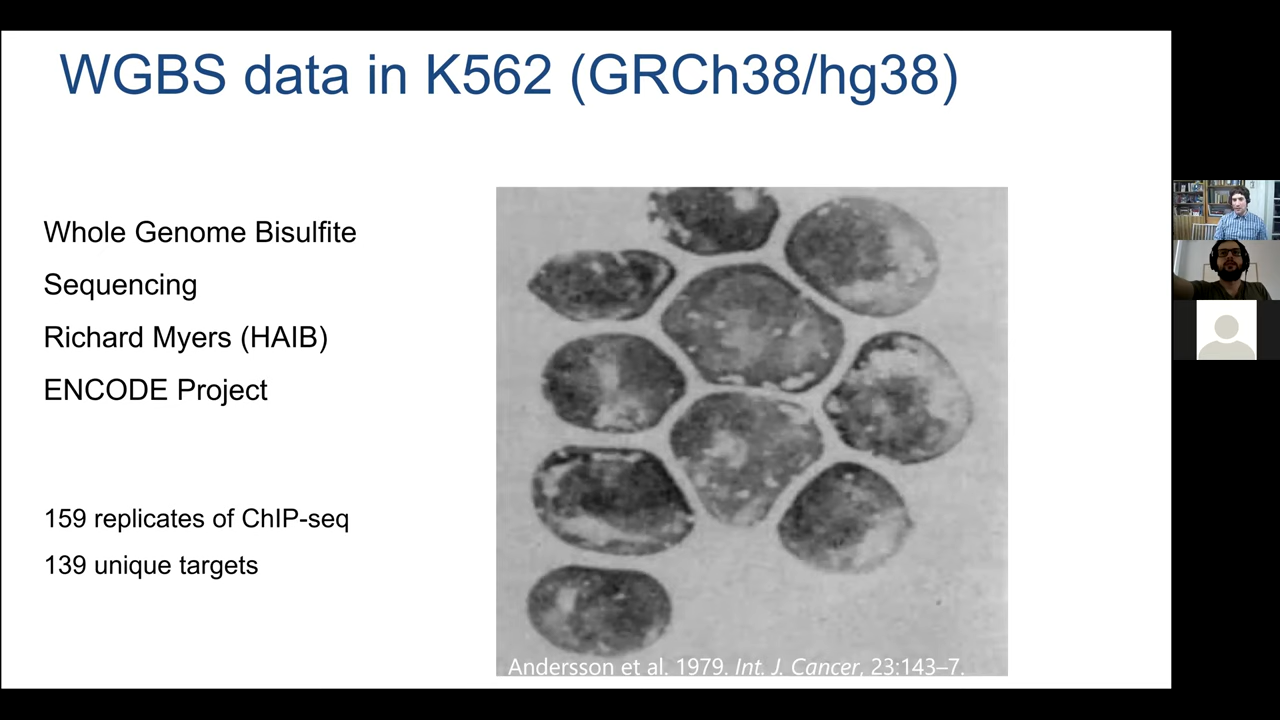 WGBS data in K562 (GRCh38/hg38)
Whole Genome Bisulfite
Sequencing
Richard Myers (HAIB)
ENCODE Project
159 replicates of ChIP-seq
139 unique targets
Andersson et al. 1979. Int. J. Cancer, 23:143–7.